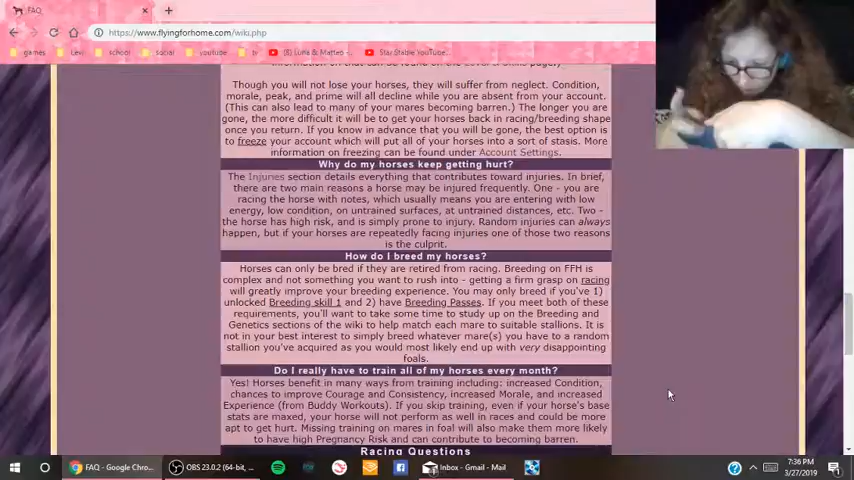 FAQ
https://www.flyingforhome.com/wiki.php
games
Levi
school
social
youtube
tv
(8) Luna & Matteo -
Star Stable YouTube...
information on that can be found on the Levels/Skills page).
Though you will not lose your horses, they will suffer from neglect. Condition,
morale, peak, and prime will all decline while you are absent from your account.
(This can also lead to many of your mares becoming barren.) The longer you are
gone, the more difficult it will be to get your horses back in racing/breeding shape
once you return. If you know in advance that you will be gone, the best option is
to freeze your account which will put all of your horses into a sort of stasis. More
information on freezing can be found under Account Settings.
Why do my horses keep getting hurt?
The Injuries section details everything that contributes toward injuries. In brief,
there are two main reasons a horse may be injured frequently. One - you are
racing the horse with notes, which usually means you are entering with low
energy, low condition, on untrained surfaces, at untrained distances, etc. Two -
the horse has high risk, and is simply prone to injury. Random injuries can always
happen, but if your horses are repeatedly facing injuries one of those two reasons
is the culprit.
How do I breed my horses?
Horses can only be bred if they are retired from racing. Breeding on FFH is
complex and not something you want to rush into - getting a firm grasp on racing
will greatly improve your breeding experience. You may only breed if you've 1)
unlocked Breeding skill 1 and 2) have Breeding Passes. If you meet both of these
requirements, you'll want to take some time to study up on the Breeding and
Genetics sections of the wiki to help match each mare to suitable stallions. It is
not in your best interest to simply breed whatever mare(s) you have to a random
stallion you've acquired as you would most likely end up with very disappointing
foals.
Do I really have to train all of my horses every month?
Yes! Horses benefit in many ways from training including: increased Condition,
chances to improve Courage and Consistency, increased Morale, and increased
Experience (from Buddy Workouts). If you skip training, even if your horse's base
stats are maxed, your horse will not perform as well in races and could be more
apt to get hurt. Missing training on mares in foal will also make them more likely
to have high Pregnancy Risk and can contribute to becoming barren.
Racing Questions
FAQ - Google Chro...
OBS 23.0.2 (64-bit, ...
Inbox - Gmail - Mail
7:36 PM
3/27/2019